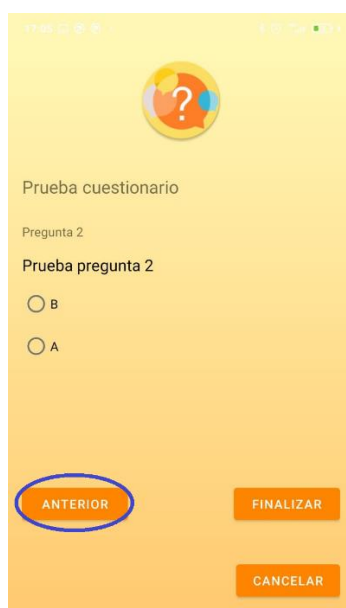 ?
Prueba cuestionario
Pregunta 2
Prueba pregunta 2
B
A
ANTERIOR
FINALIZAR
CANCELAR